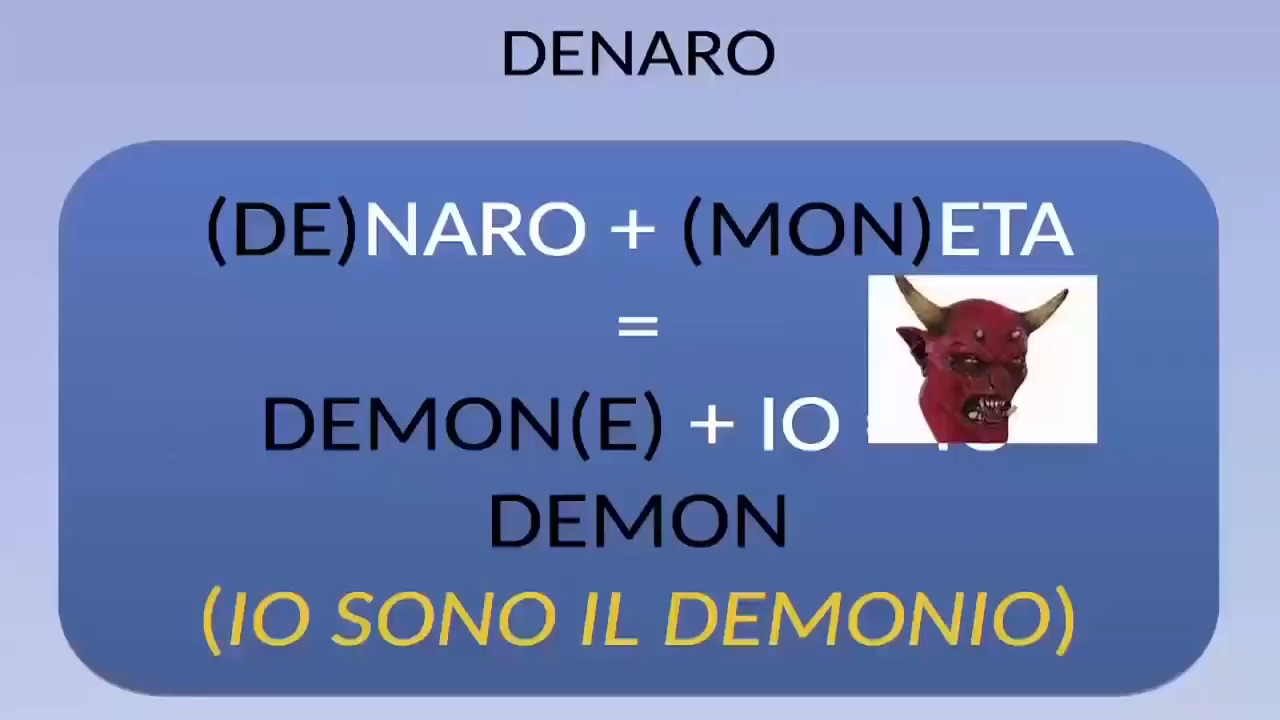 DENARO
(DE)NARO + (MON)ETA
=
DEMON(E) + IO
DEMON
(IO SONO IL DEMONIO)